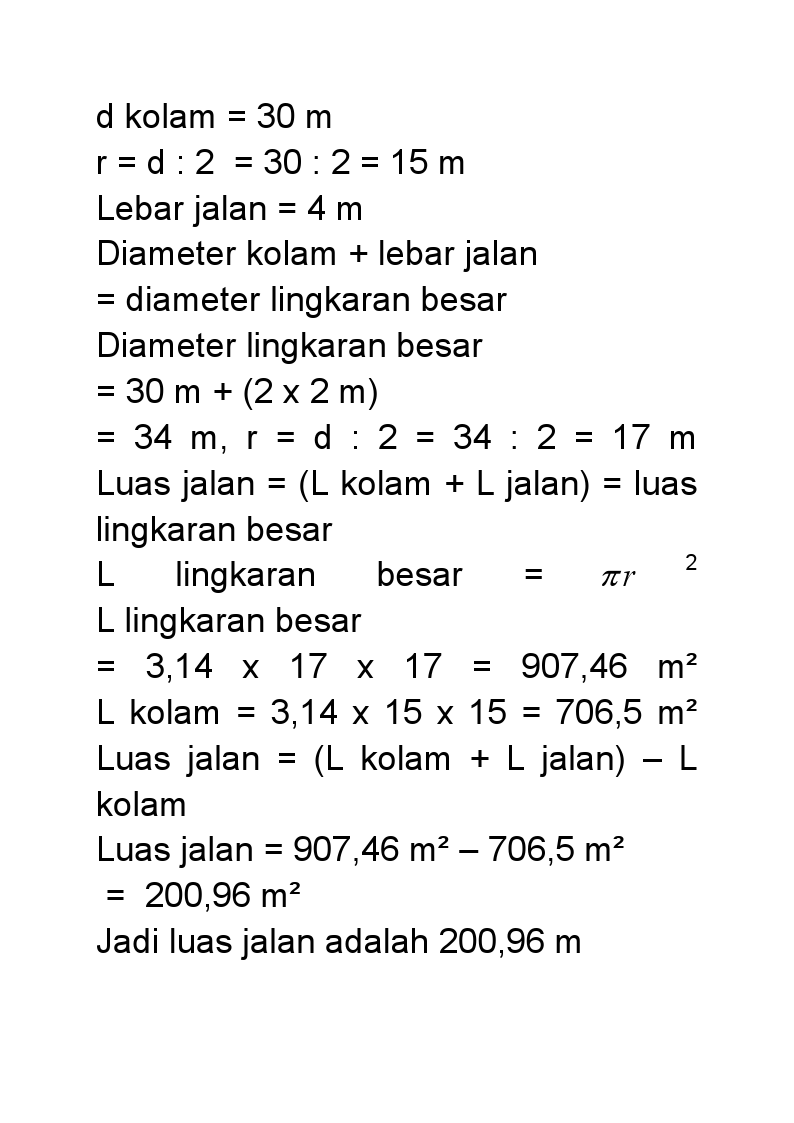 d kolam = 30 m
r = d : 2  = 30 : 2 = 15 m
Lebar jalan = 4 m
Diameter kolam + lebar jalan
= diameter lingkaran besar
Diameter lingkaran besar
= 30 m + (2 x 2 m)
= 34 m, r = d : 2 = 34 : 2 = 17 m
Luas jalan = (L kolam + L jalan) = luas
lingkaran besar
L lingkaran besar = πr ²
L lingkaran besar
= 3,14 x 17 x 17 = 907,46 m²
L kolam = 3,14 x 15 x 15 = 706,5 m²
Luas jalan = (L kolam + L jalan) – L
kolam
Luas jalan = 907,46 m² – 706,5 m²
= 200,96 m²
Jadi luas jalan adalah 200,96 m